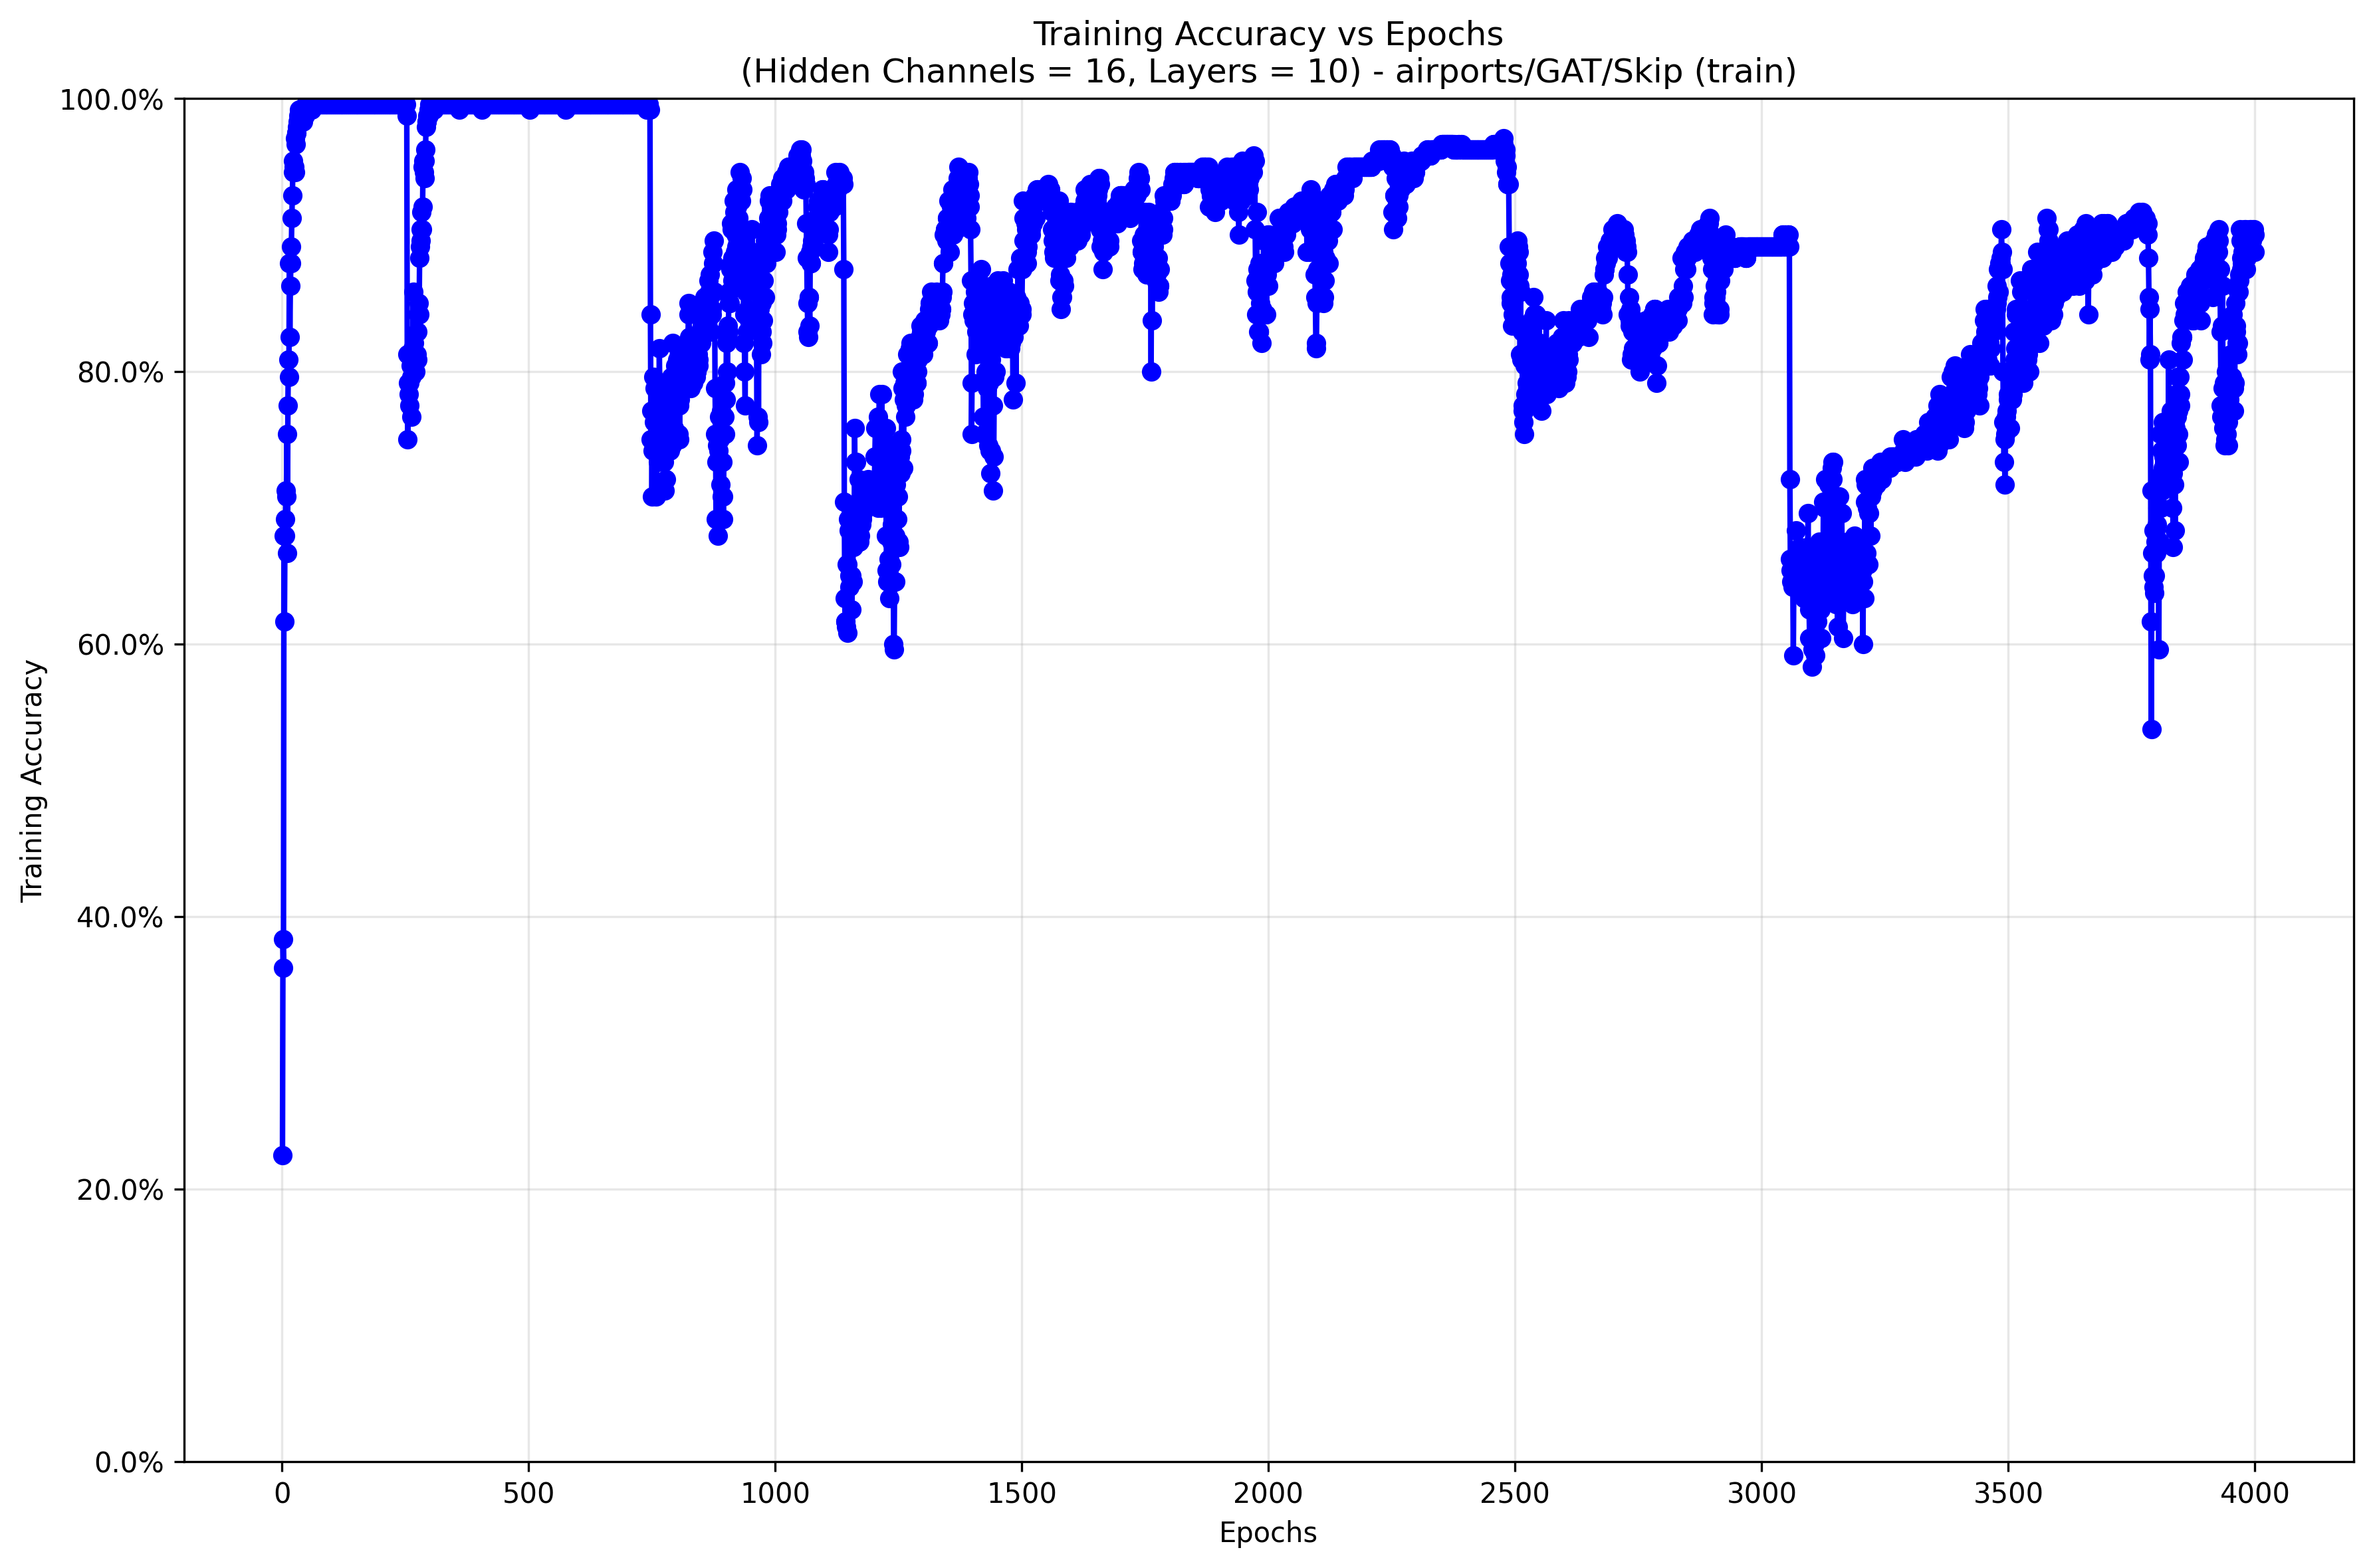 Training Accuracy vs Epochs
(Hidden Channels = 16, Layers = 10) - airports/GAT/Skip (train)
100.0%
80.0%
60.0%
40.0%
20.0%
0.0%
Training Accuracy
0 500 1000 1500 2000 2500 3000 3500 4000
Epochs